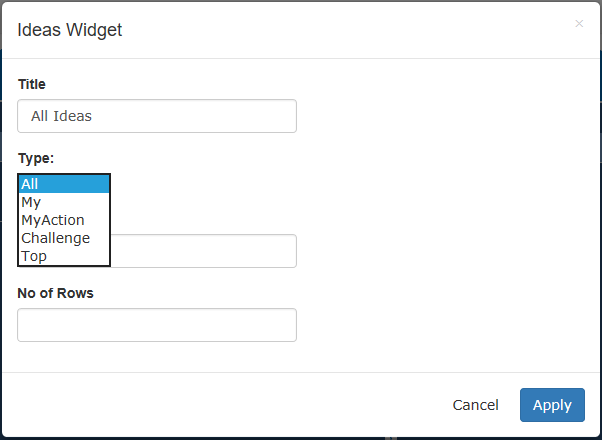 Ideas Widget
×
Title
All Ideas
Type:
All
My
MyAction
Challenge
Top
No of Rows
Cancel
Apply